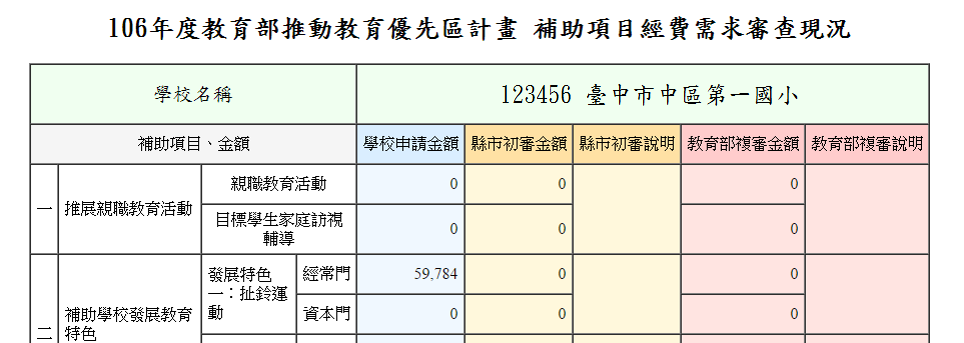 106年度教育部推動教育優先區計畫 補助項目經費需求審查現況
學校名稱 123456 臺中市中區第一國小
補助項目、金額 學校申請金額 縣市初審金額 縣市初審說明 教育部複審金額 教育部複審說明
一 推展親職教育活動 親職教育活動 0 0 0
目標學生家庭訪視
輔導 0 0 0
二 補助學校發展教育
特色 發展特色
一：扯鈴運
動 經常門 59,784 0 0
資本門 0 0 0